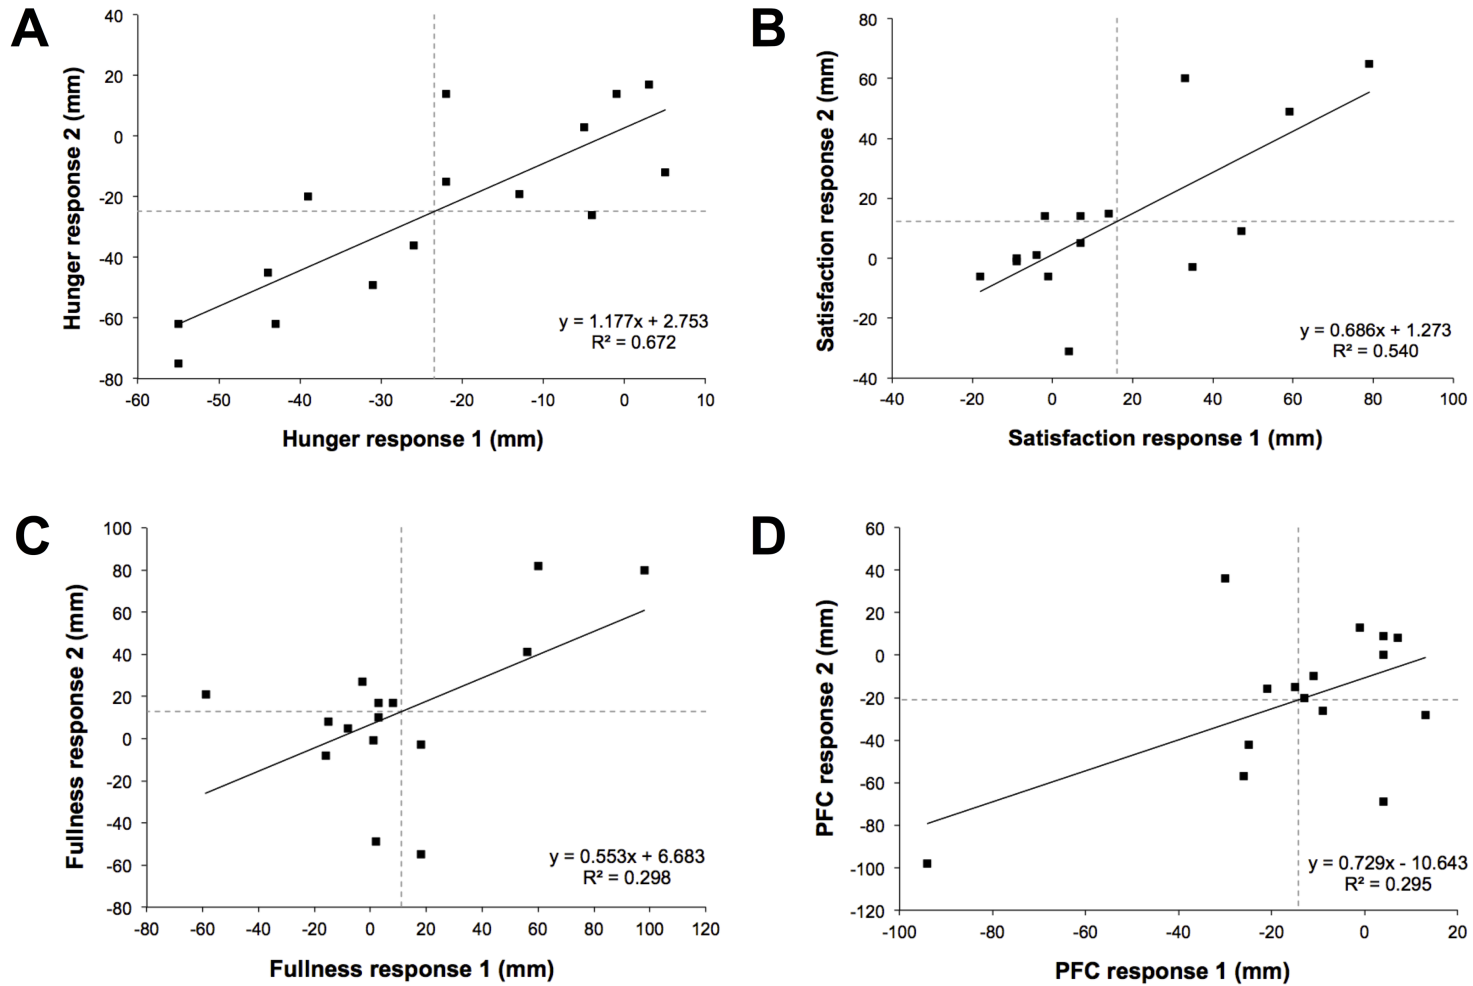 A
Hunger response 2 (mm)
40
20
0
-20
-40
-60
-80
-60 -50 -40 -30 -20 -10 0 10
y = 1.177x + 2.753
R² = 0.672
Hunger response 1 (mm)
B
Satisfaction response 2 (mm)
80
60
40
20
0
-20
-40
-40 -20 0 20 40 60 80 100
y = 0.686x + 1.273
R² = 0.540
Satisfaction response 1 (mm)
C
Fullness response 2 (mm)
100
80
60
40
20
0
-20
-40
-60
-80
-80 -60 -40 -20 0 20 40 60 80 100 120
y = 0.553x + 6.683
R² = 0.298
Fullness response 1 (mm)
D
PFC response 2 (mm)
60
40
20
0
-20
-40
-60
-80
-100
-120
-100 -80 -60 -40 -20 0 20
y = 0.729x - 10.643
R² = 0.295
PFC response 1 (mm)